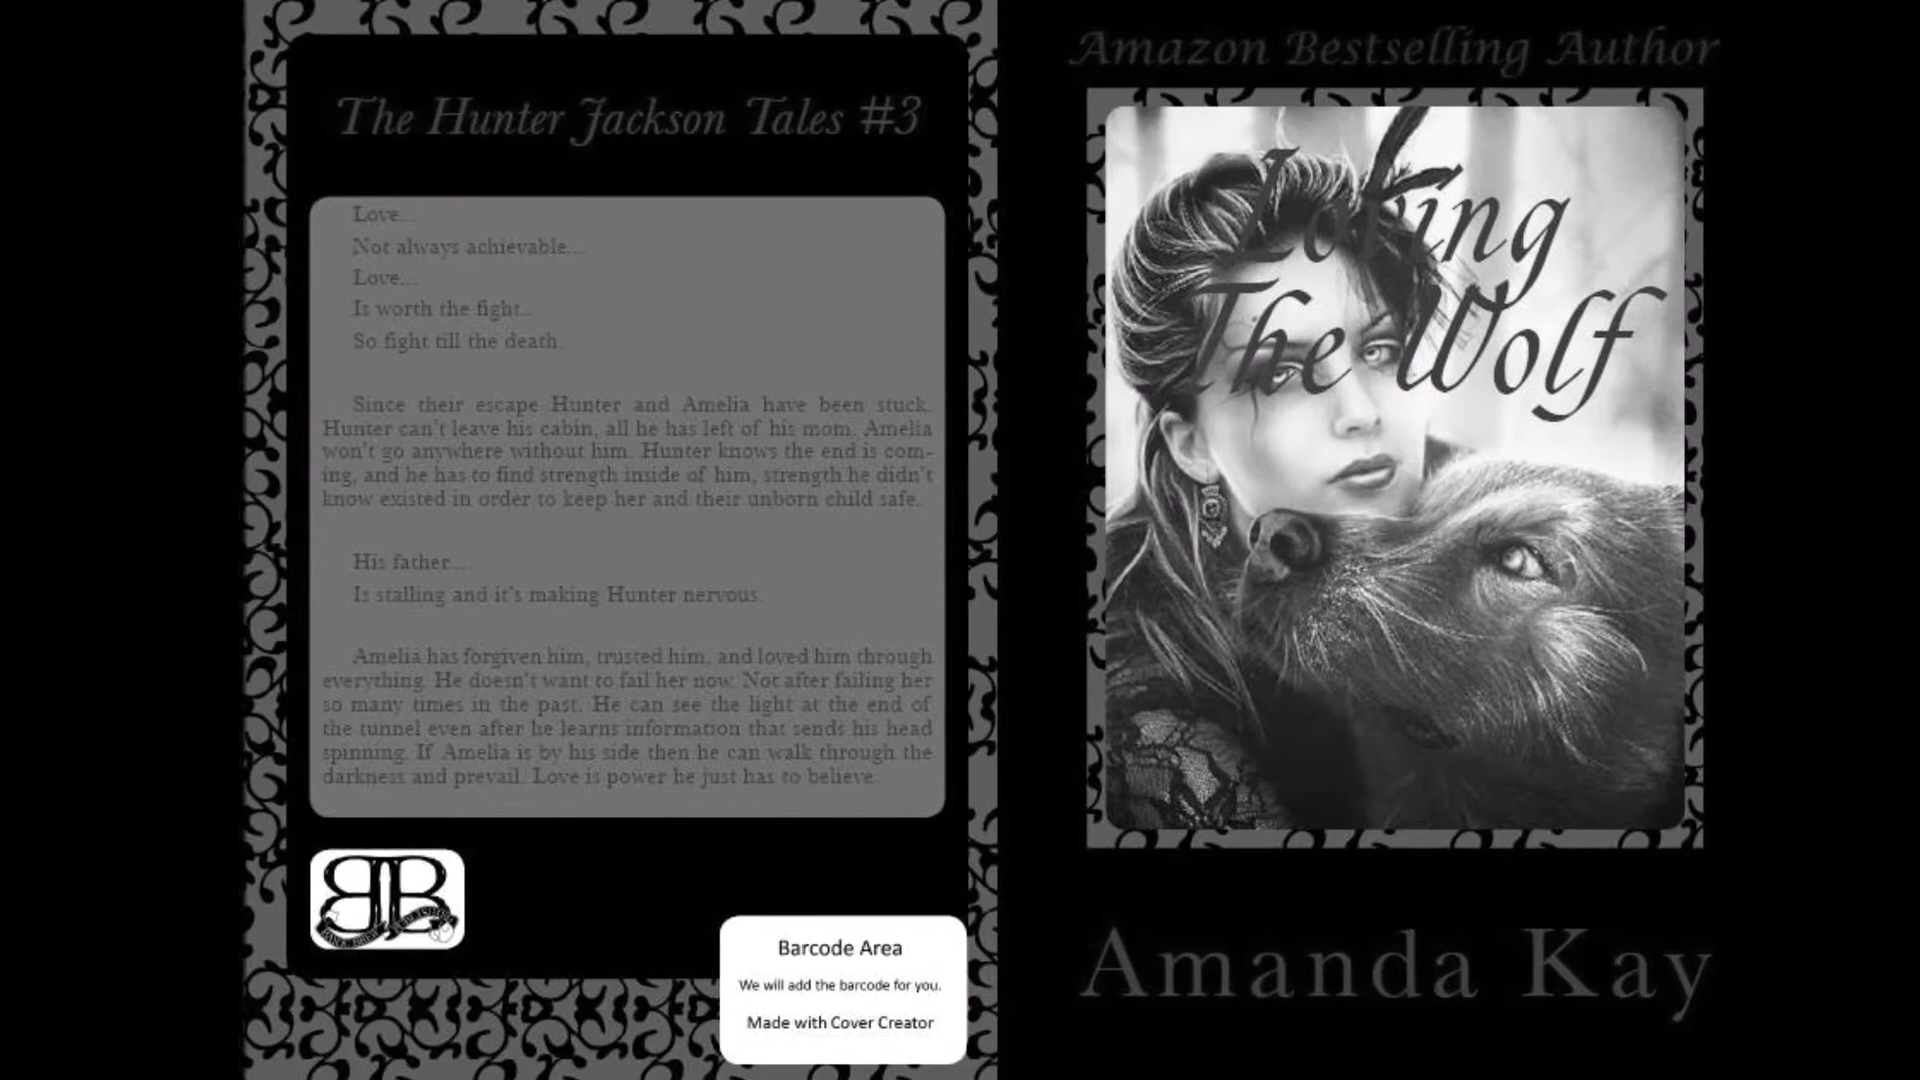 The Hunter Jackson Tales #3
Love...
Not always achievable...
Love...
Is worth the fight...
So fight till the death.
Since their escape Hunter and Amelia have been stuck.
Hunter can't leave his cabin, all he has left of his mom. Amelia
won't go anywhere without him. Hunter knows the end is com-
ing, and he has to find strength inside of him, strength he didn't
know existed in order to keep her and their unborn child safe.
His father....
Is stalling and it's making Hunter nervous.
Amelia has forgiven him, trusted him, and loved him through
everything. He doesn't want to fail her now. Not after failing her
so many times in the past. He can see the light at the end of
the tunnel even after he learns information that sends his head
spinning. If Amelia is by his side then he can walk through the
darkness and prevail. Love is power he just has to believe.
BB
Barcode Area
We will add the barcode for you.
Made with Cover Creator
Amazon Bestselling Author
The Wolf
Amanda Kay